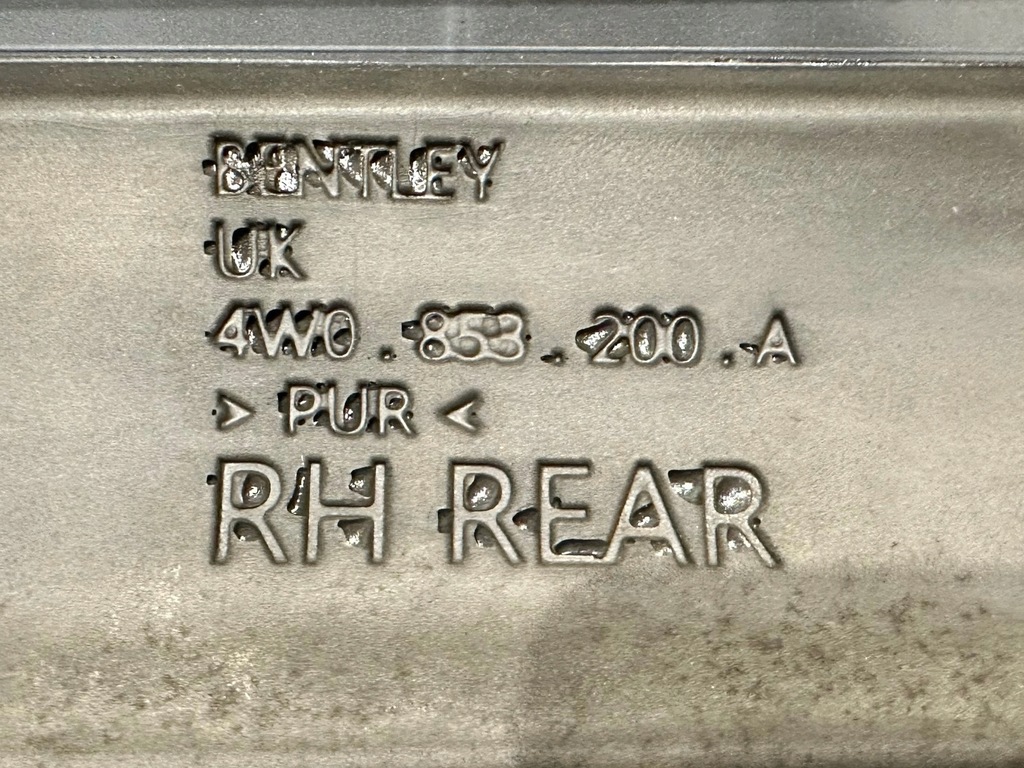 BENTLEY
UK
4W0.853.200.A
> PUR <
RH REAR